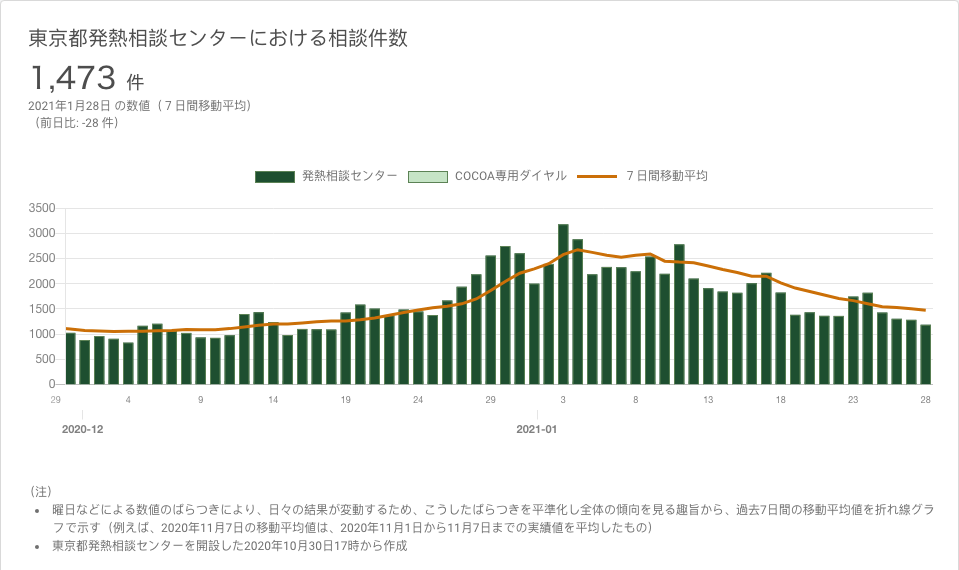 東京都発熱相談センターにおける相談件数
1,473 件
2021年1月28日 の数値（７日間移動平均）
（前日比: -28 件）
発熱相談センター COCOA専用ダイヤル ７日間移動平均
3500
3000
2500
2000
1500
1000
500
0
29 4 9 14 19 24 29 3 8 13 18 23 28
2020-12 2021-01
（注）
• 曜日などによる数値のばらつきにより、日々の結果が変動するため、こうしたばらつきを平準化し全体の傾向を見る趣旨から、過去7日間の移動平均値を折れ線グラ
フで示す（例えば、2020年11月7日の移動平均値は、2020年11月1日から11月7日までの実績値を平均したもの）
• 東京都発熱相談センターを開設した2020年10月30日17時から作成